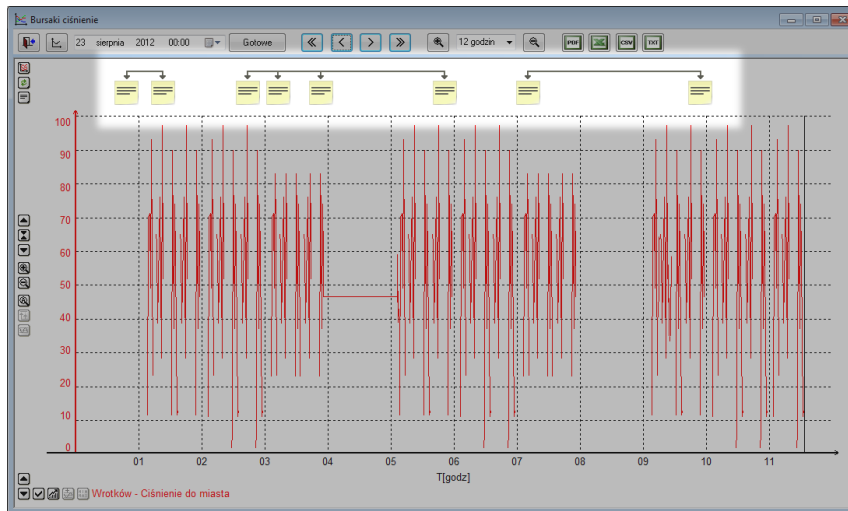 Bursaki ciśnienie
23 sierpnia 2012 00:00 Gotowe 12 godzin PDF CSV TXT
100
90
80
70
60
50
40
30
20
10
0
01 02 03 04 05 06 07 08 09 10 11
T[godz]
Wrotków - Ciśnienie do miasta